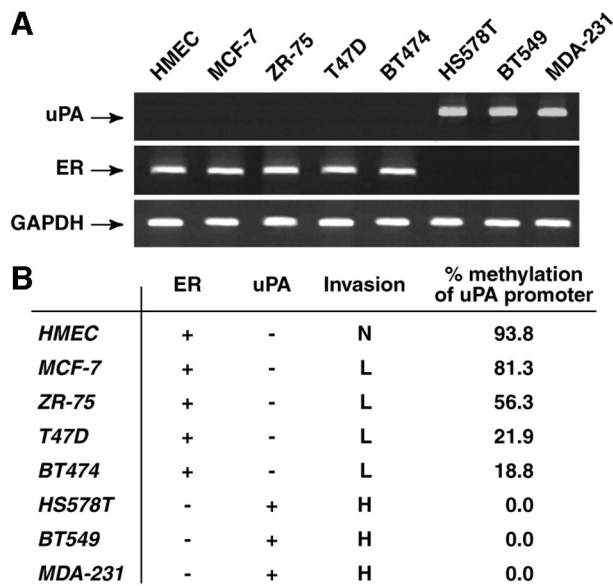 A
HMEC MCF-7 ZR-75 T47D BT474 HS578T BT549 MDA-231
uPA
ER
GAPDH
B
ER uPA Invasion % methylation of uPA promoter
HMEC + - N 93.8
MCF-7 + - L 81.3
ZR-75 + - L 56.3
T47D + - L 21.9
BT474 + - L 18.8
HS578T - + H 0.0
BT549 - + H 0.0
MDA-231 - + H 0.0